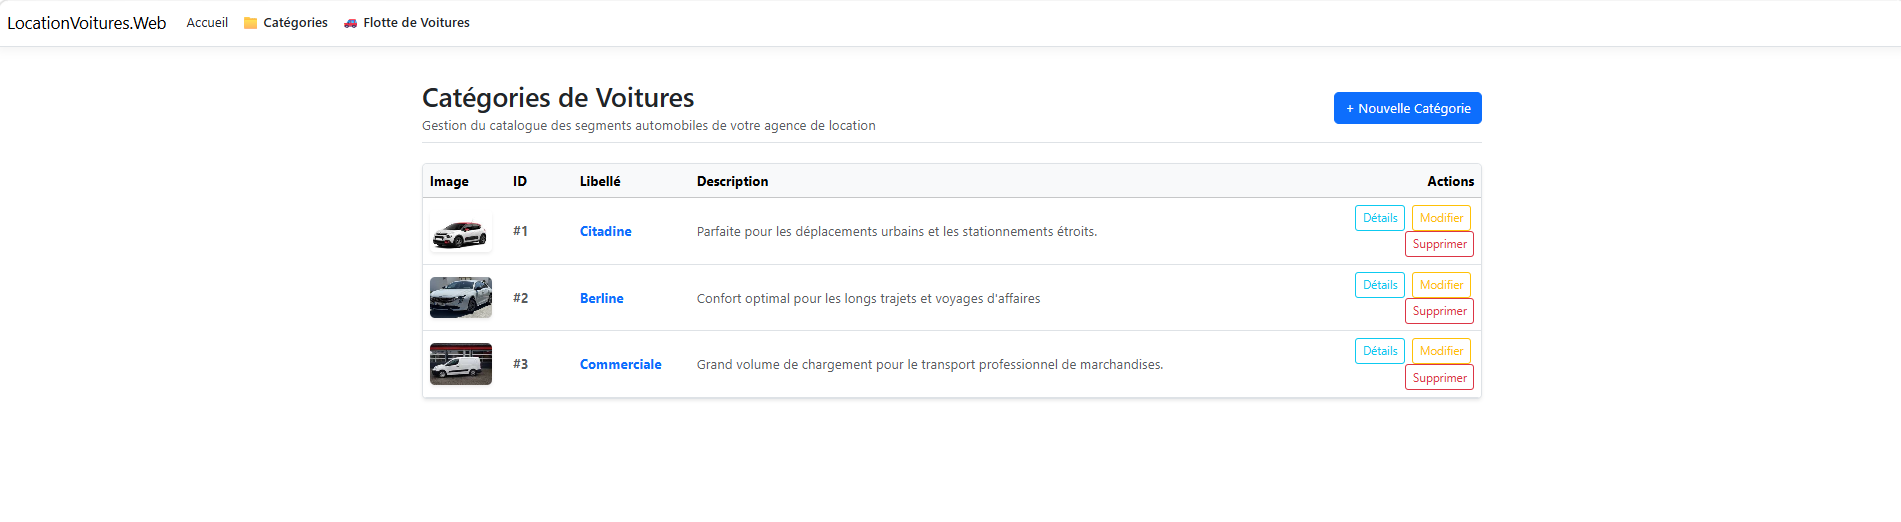 LocationVoitures.Web Accueil Catégories Flotte de Voitures
Catégories de Voitures
+ Nouvelle Catégorie
Gestion du catalogue des segments automobiles de votre agence de location
Image ID Libellé Description Actions
#1 Citadine Parfaite pour les déplacements urbains et les stationnements étroits. Détails Modifier
Supprimer
#2 Berline Confort optimal pour les longs trajets et voyages d'affaires Détails Modifier
Supprimer
#3 Commerciale Grand volume de chargement pour le transport professionnel de marchandises. Détails Modifier
Supprimer